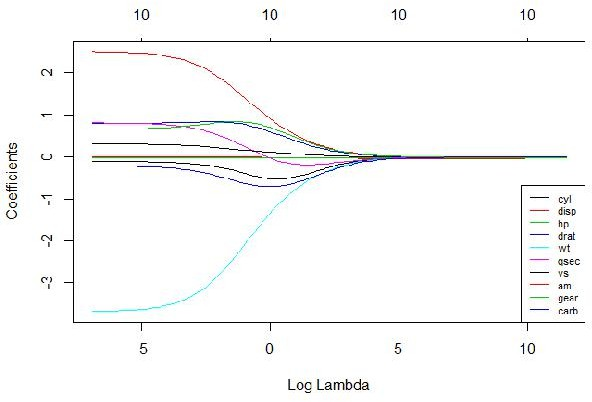 10 10 10 10
2
1
0
-1
-2
-3
Coefficients
cyl
disp
hp
drat
wt
qsec
vs
am
gear
carb
5 0 5 10
Log Lambda